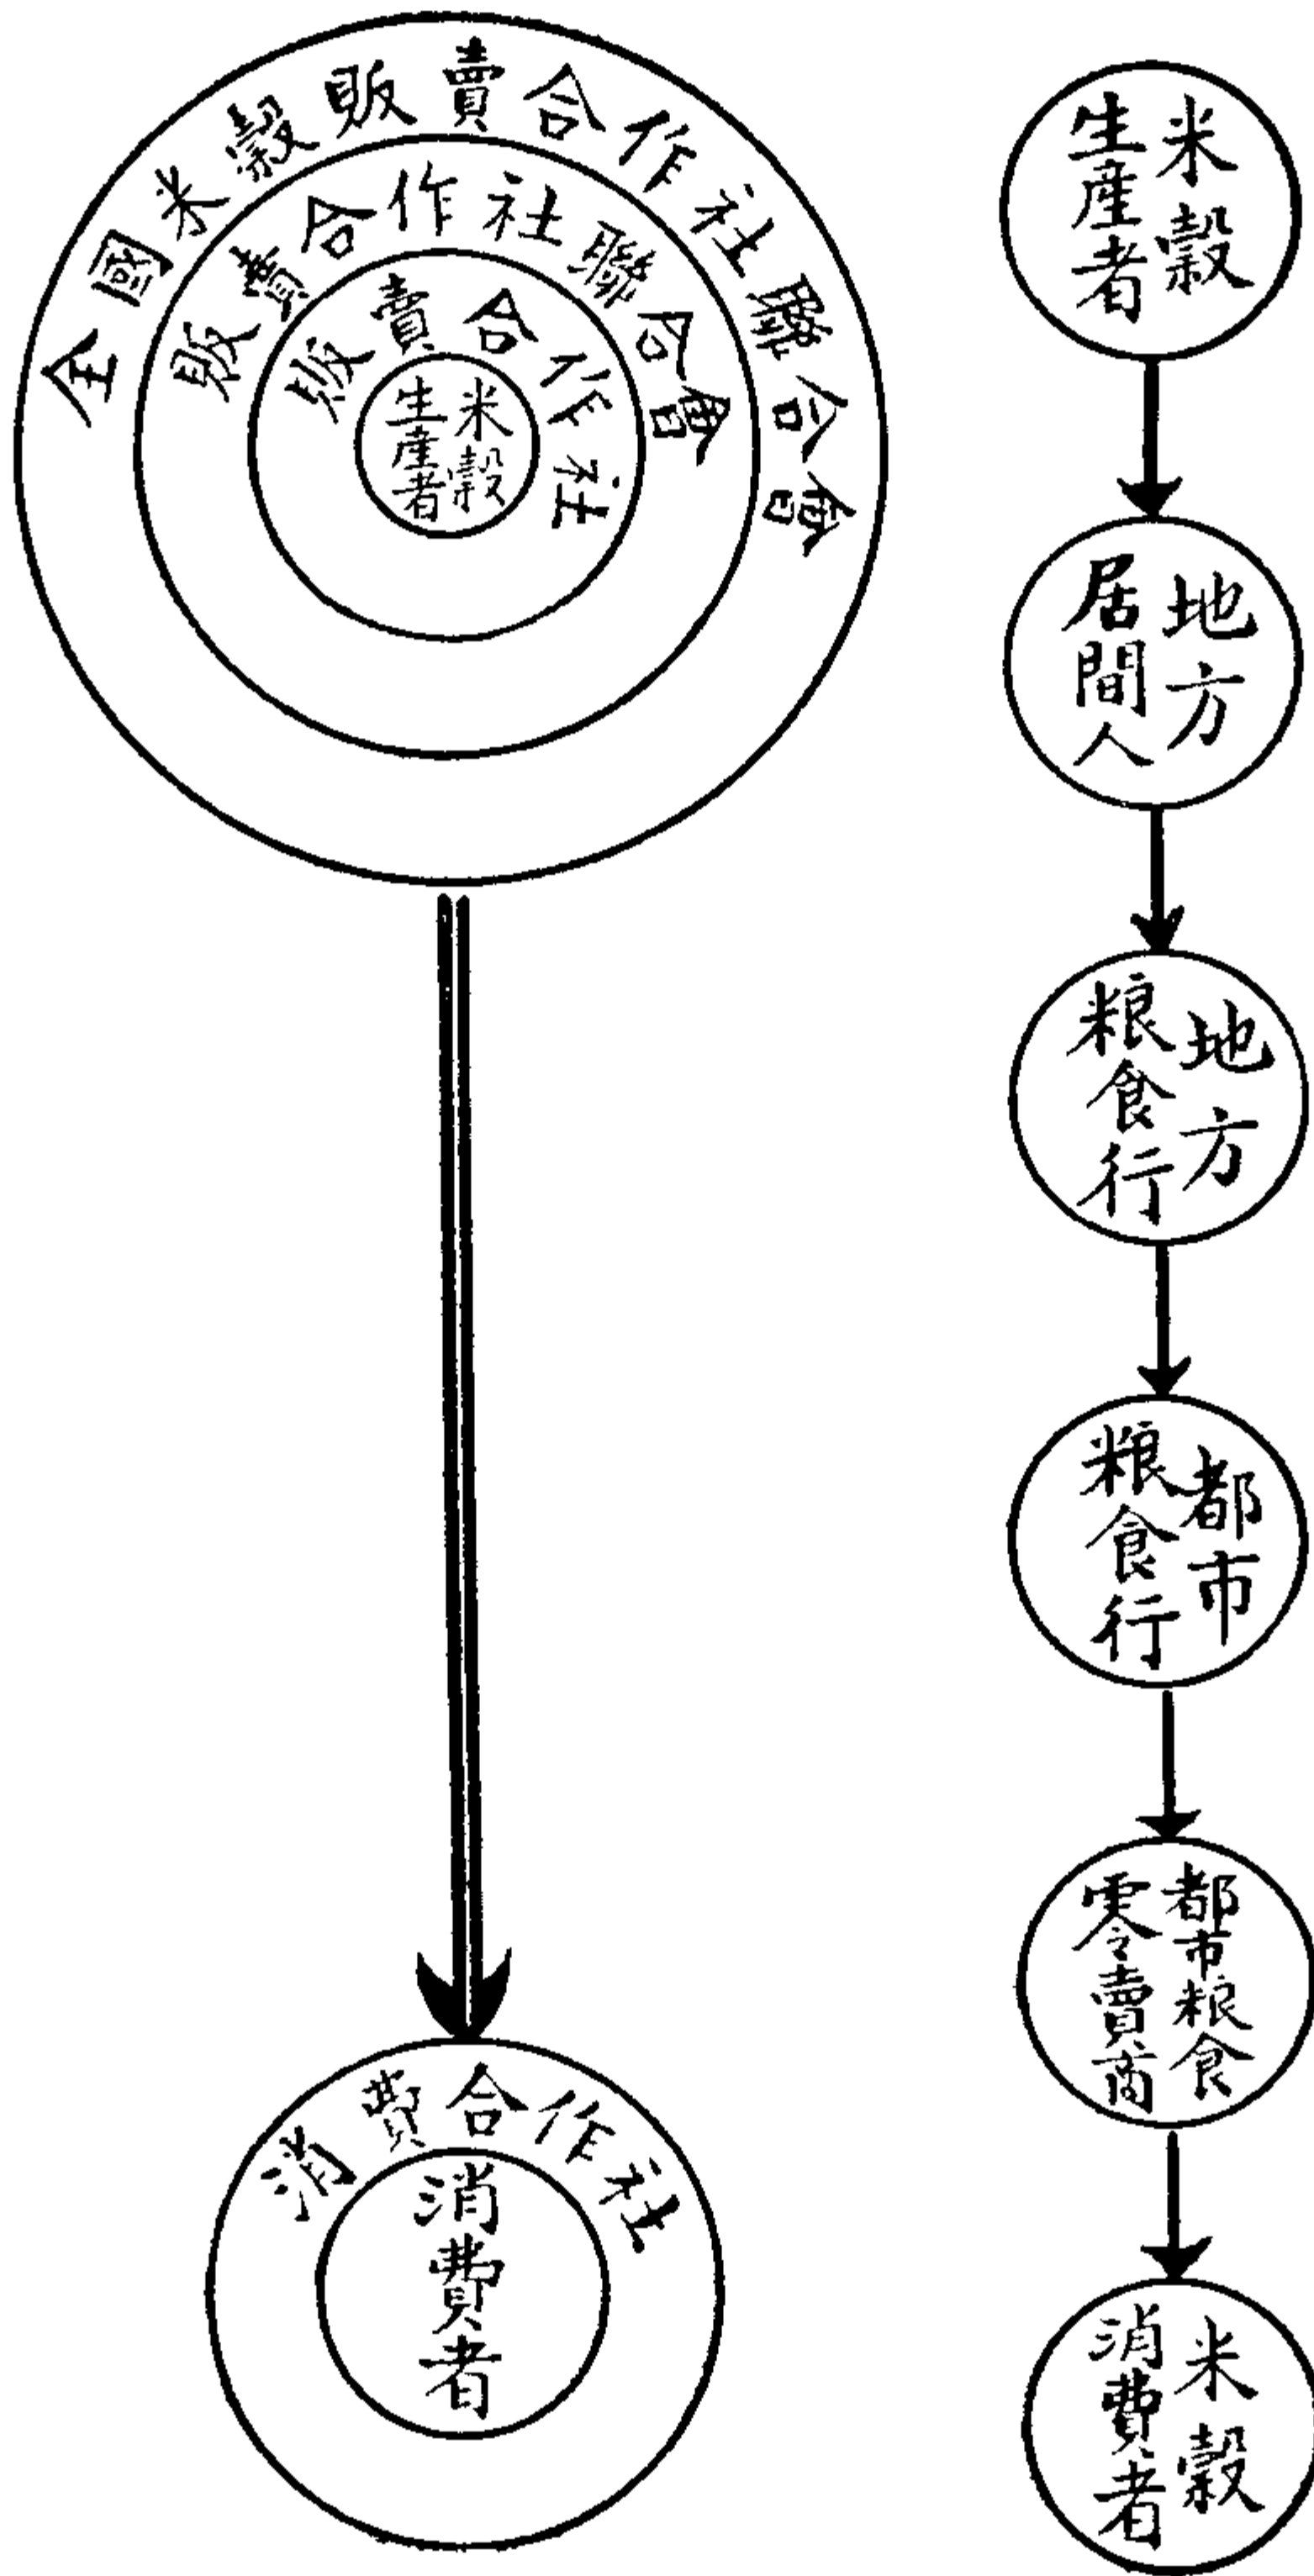 米穀
生產者
地方
居間人
地方
粮食行
都市
粮食行
都市粮食
零賣商
米穀
消費者
全國米穀販賣合作社聯合會
販賣合作社聯合會
販賣合作社
米穀
生產者
消費合作社
消費者